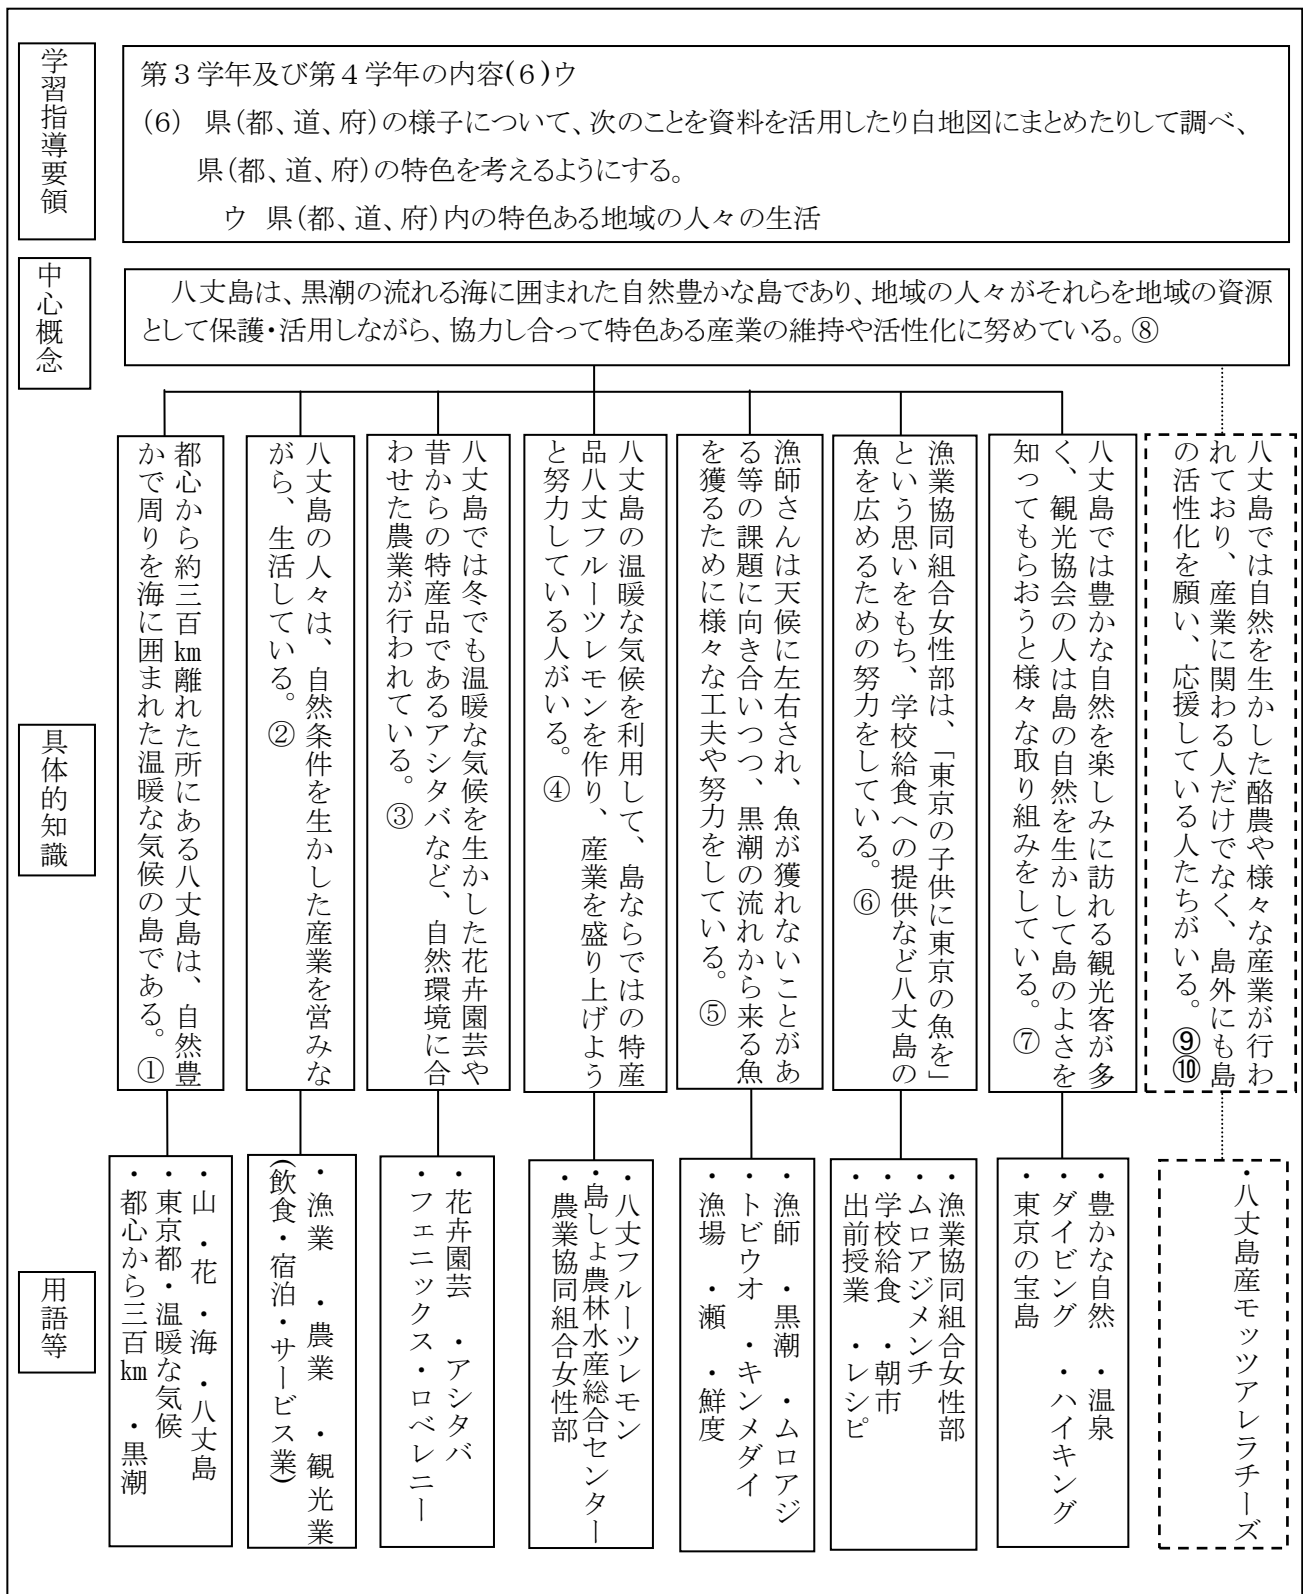 学習指導要領
第３学年及び第４学年の内容(６)ウ
(６)　県(都、道、府)の様子について、次のことを資料を活用したり白地図にまとめたりして調べ、
県(都、道、府)の特色を考えるようにする。
ウ　県(都、道、府)内の特色ある地域の人々の生活
中心概念
八丈島は、黒潮の流れる海に囲まれた自然豊かな島であり、地域の人々がそれらを地域の資源
として保護・活用しながら、協力し合って特色ある産業の維持や活性化に努めている。⑧
具体的知識
八丈島では自然を生かした酪農や様々な産業が行わ
れており、産業に関わる人だけでなく、島外にも島
の活性化を願い、応援している人たちがいる。⑨⑩
八丈島では豊かな自然を楽しみに訪れる観光客が多
く、観光協会の人は島の自然を生かして島のよさを
知ってもらおうと様々な取り組みをしている。⑦
漁業協同組合女性部は、「東京の子供に東京の魚を」
という思いをもち、学校給食への提供など八丈島の
魚を広めるための努力をしている。⑥
漁師さんは天候に左右され、魚が獲れないことがあ
る等の課題に向き合いつつ、黒潮の流れから来る魚
を獲るために様々な工夫や努力をしている。⑤
八丈島の温暖な気候を利用して、島ならではの特産
品八丈フルーツレモンを作り、産業を盛り上げよう
と努力している人がいる。④
八丈島では冬でも温暖な気候を生かした花卉園芸や
昔からの特産品であるアシタバなど、自然環境に合
わせた農業が行われている。③
八丈島の人々は、自然条件を生かした産業を営みな
がら、生活している。②
都心から約三百㎞離れた所にある八丈島は、自然豊
かで周りを海に囲まれた温暖な気候の島である。①
用語等
・八丈島産モッツアレラチーズ
・豊かな自然　・温泉
・ダイビング　・ハイキング
・東京の宝島
・漁業協同組合女性部
・ムロアジメンチ
・学校給食　・朝市
・出前授業　・レシピ
・漁師　・黒潮　・ムロアジ
・トビウオ　・キンメダイ
・漁場　・瀬　・鮮度
・八丈フルーツレモン
・島しょ農林水産総合センター
・農業協同組合女性部
・花卉園芸　・アシタバ
・フェニックス・ロベレニー
・漁業　・農業　・観光業
(飲食・宿泊・サービス業)
・山・花・海・八丈島
・東京都・温暖な気候
・都心から三百㎞　・黒潮